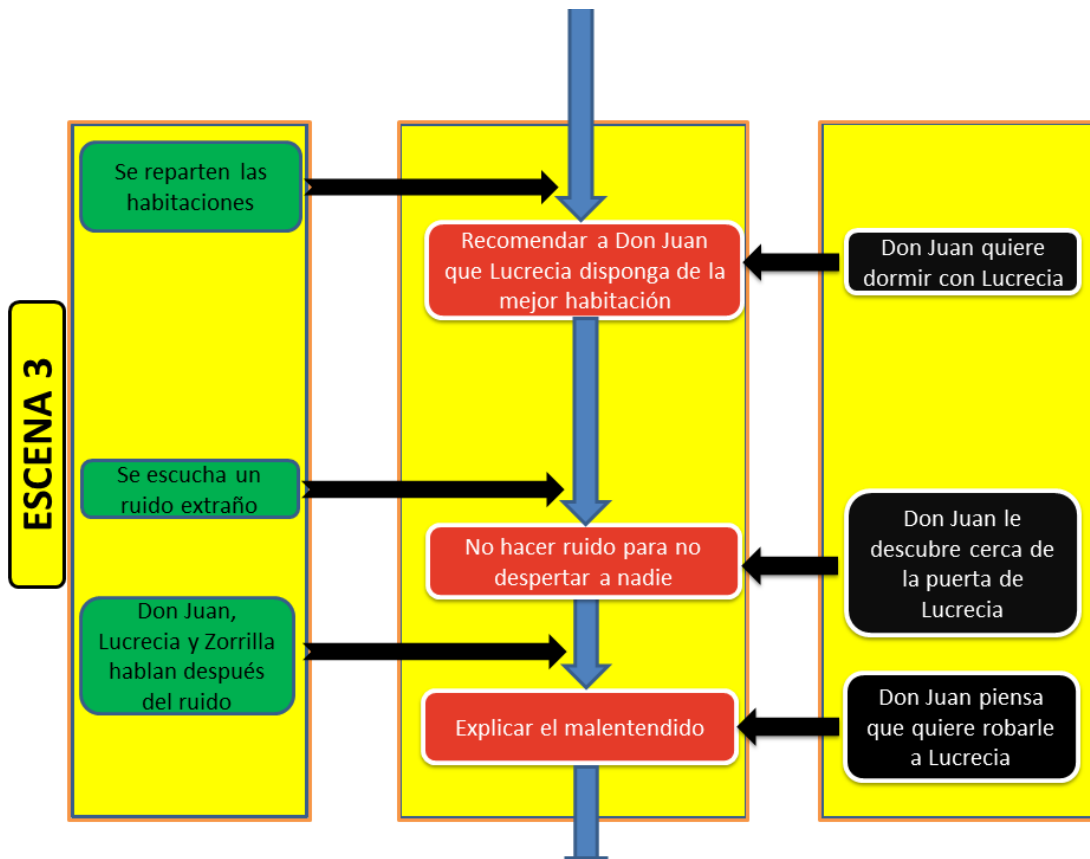 ESCENA 3
Se reparten las
habitaciones
Recomendar a Don Juan
que Lucrecia disponga de la
mejor habitación
Don Juan quiere
dormir con Lucrecia
Se escucha un
ruido extraño
No hacer ruido para no
despertar a nadie
Don Juan le
descubre cerca de
la puerta de
Lucrecia
Don Juan,
Lucrecia y Zorrilla
hablan después
del ruido
Explicar el malentendido
Don Juan piensa
que quiere robarle
a Lucrecia